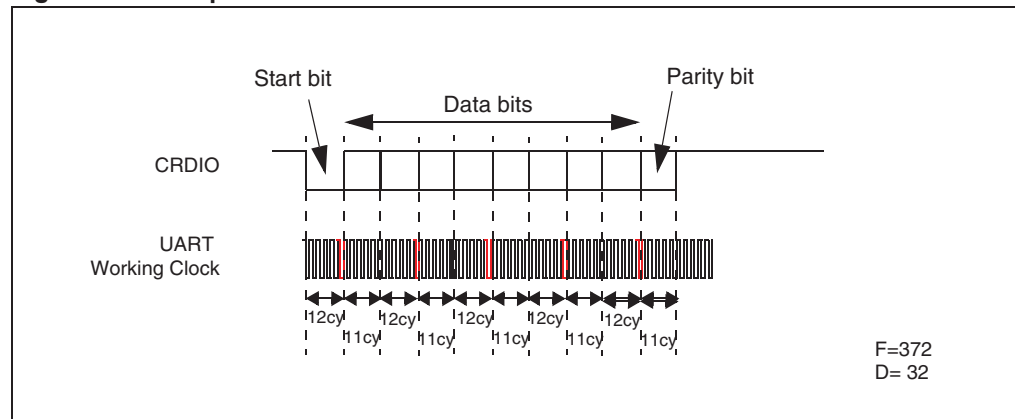 Start bit
Parity bit
Data bits
CRDIO
UART
Working Clock
12cy
11cy
12cy
11cy
12cy
11cy
12cy
11cy
12cy
11cy
F=372
D= 32